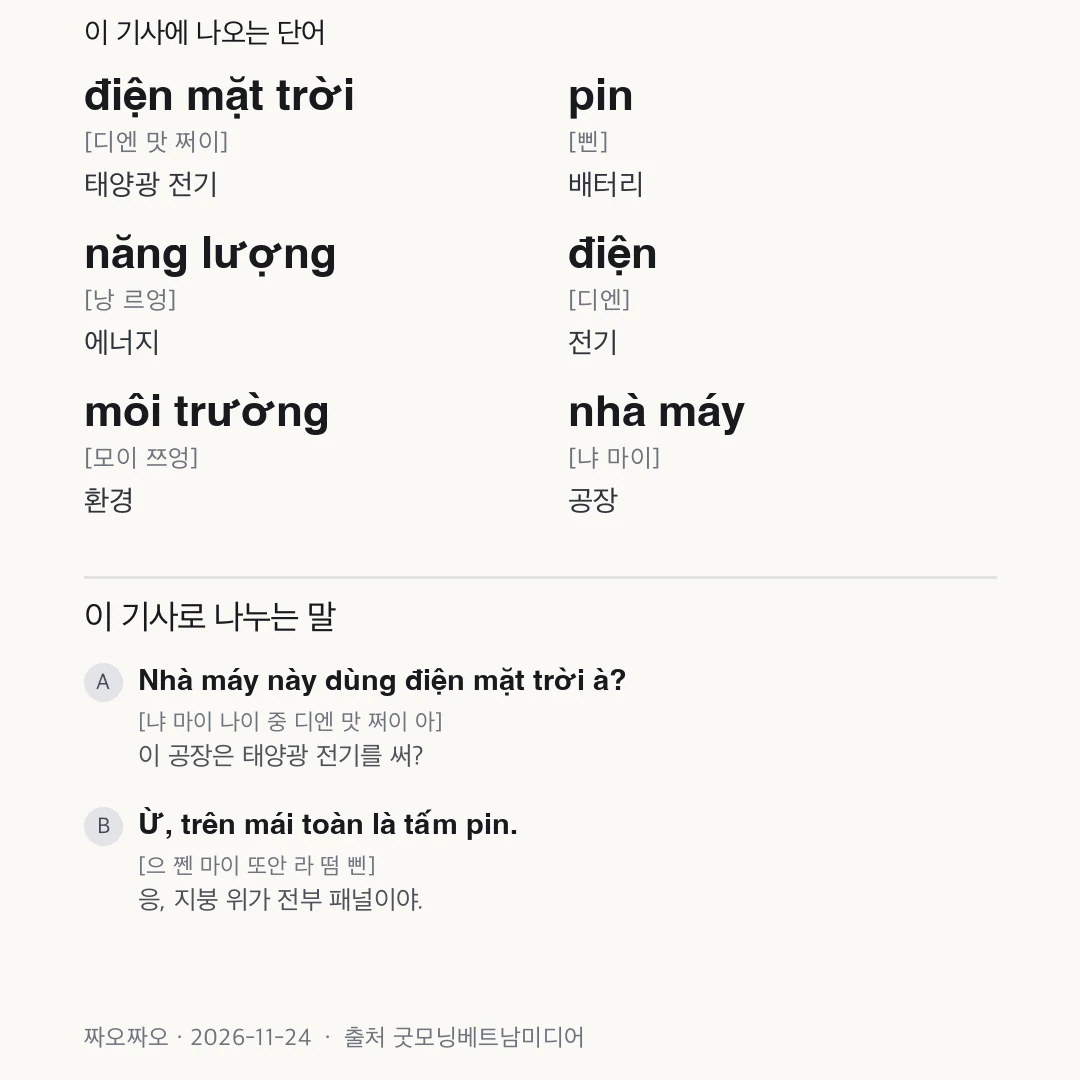 이 기사에 나오는 단어
điện mặt trời
[디엔 맛 쩌이]
태양광 전기
pin
[삔]
배터리
năng lượng
[낭 르엉]
에너지
điện
[디엔]
전기
môi trường
[모이 쯔엉]
환경
nhà máy
[냐 마이]
공장
이 기사로 나누는 말
A
Nhà máy này dùng điện mặt trời à?
[냐 마이 나이 중 디엔 맛 쩌이 아]
이 공장은 태양광 전기를 써?
B
Ừ, trên mái toàn là tấm pin.
[으 쩬 마이 또안 라 떰 삔]
응, 지붕 위가 전부 패널이야.
짜오짜오 · 2026-11-24 · 출처 굿모닝베트남미디어